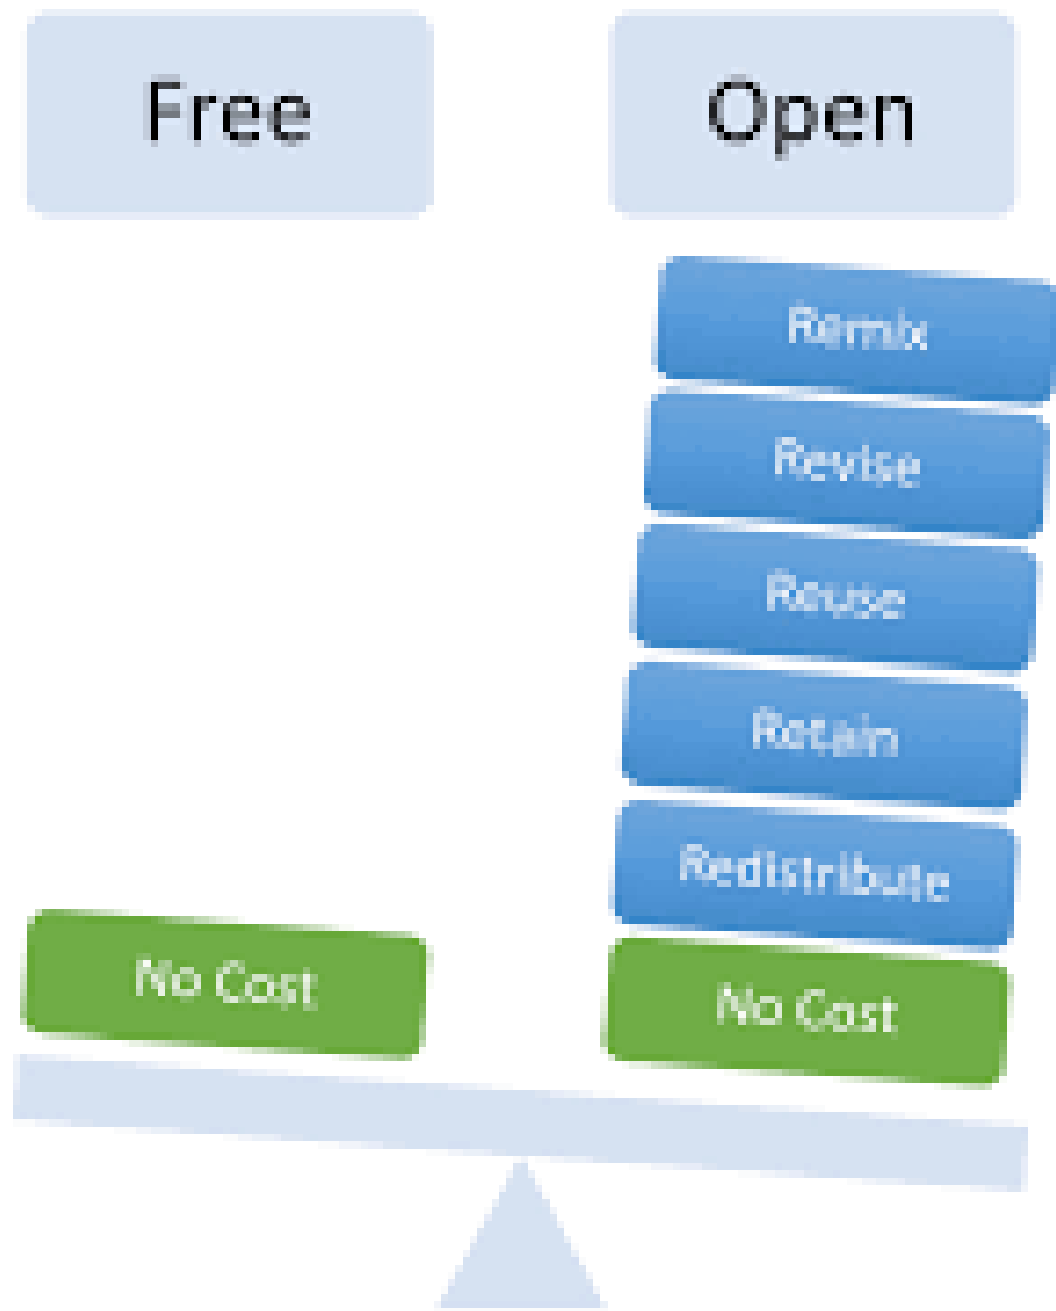 Free
Open
Remix
Revise
Reuse
Retain
Redistribute
No Cost
No Cost